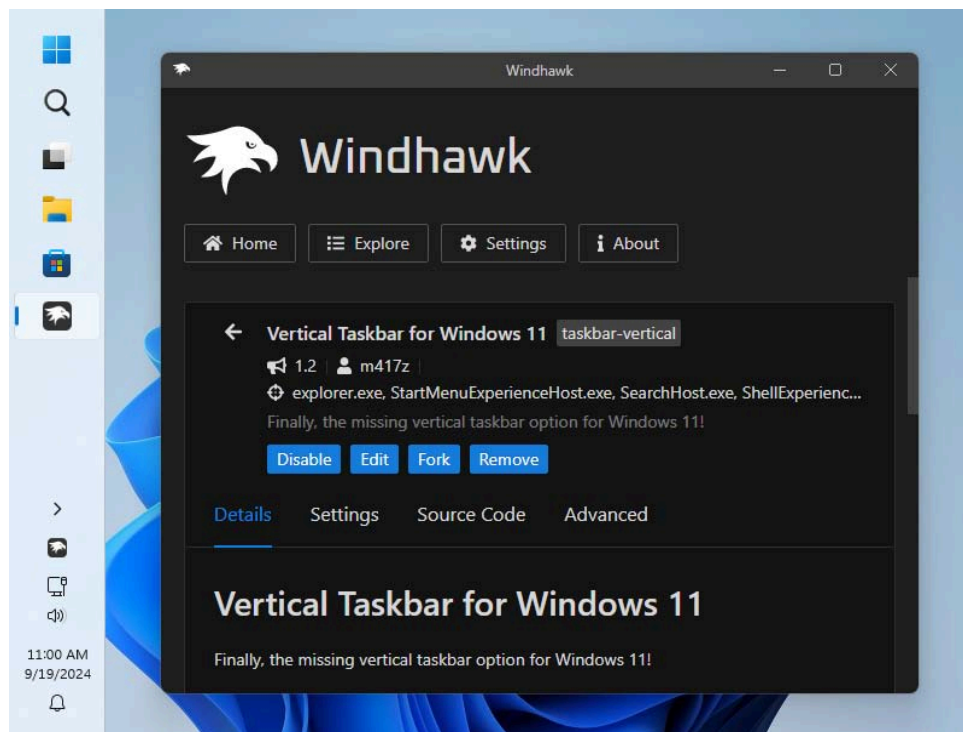 Windhawk
Windhawk
Home Explore Settings About
Vertical Taskbar for Windows 11 taskbar-vertical
1.2 m417z
explorer.exe, StartMenuExperienceHost.exe, SearchHost.exe, ShellExperienc...
Finally, the missing vertical taskbar option for Windows 11!
Disable Edit Fork Remove
Details Settings Source Code Advanced
Vertical Taskbar for Windows 11
Finally, the missing vertical taskbar option for Windows 11!
11:00 AM
9/19/2024